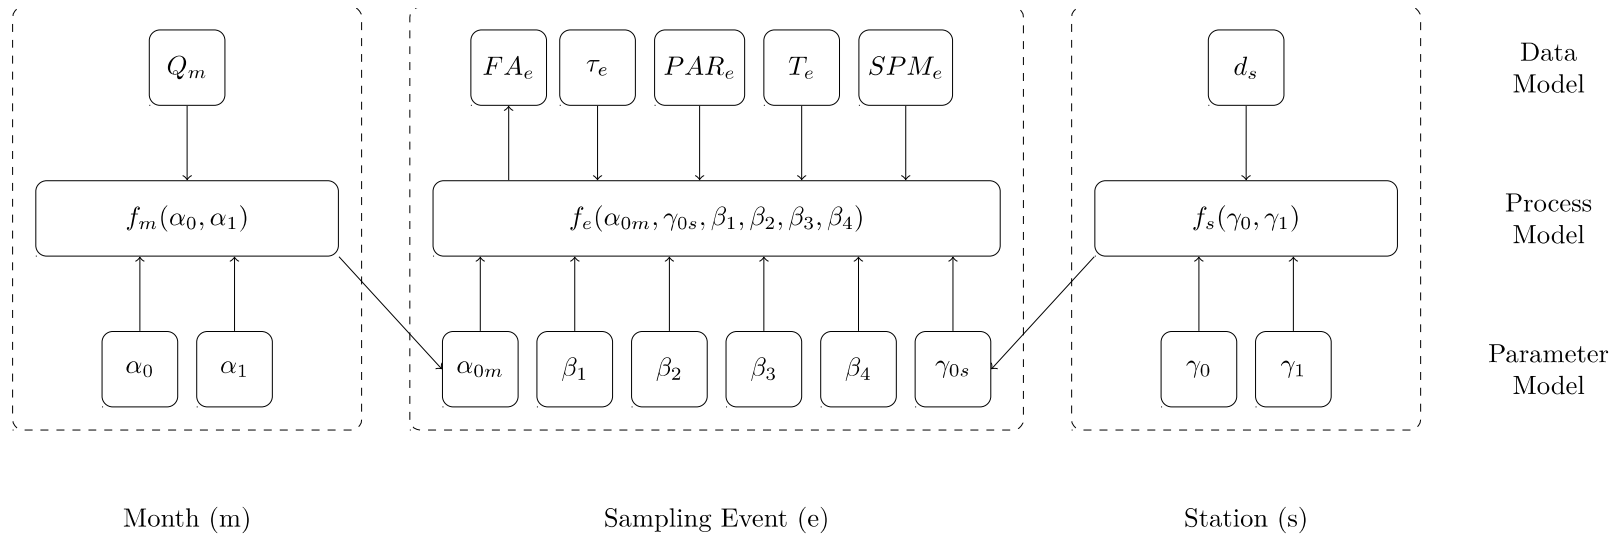 Q_m FA_e τ_e PAR_e T_e SPM_e d_s Data
Model
f_m(α_0, α_1) f_e(α_{0m}, γ_{0s}, β_1, β_2, β_3, β_4) f_s(γ_0, γ_1) Process
Model
α_0 α_1 α_{0m} β_1 β_2 β_3 β_4 γ_{0s} γ_0 γ_1 Parameter
Model
Month (m) Sampling Event (e) Station (s)